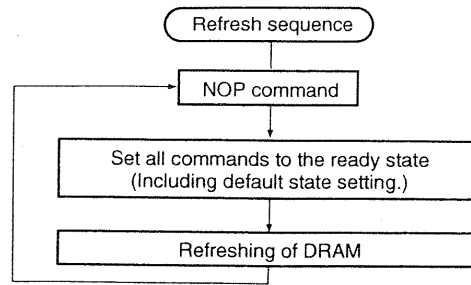 Refresh sequence
NOP command
Set all commands to the ready state
(Including default state setting.)
Refreshing of DRAM